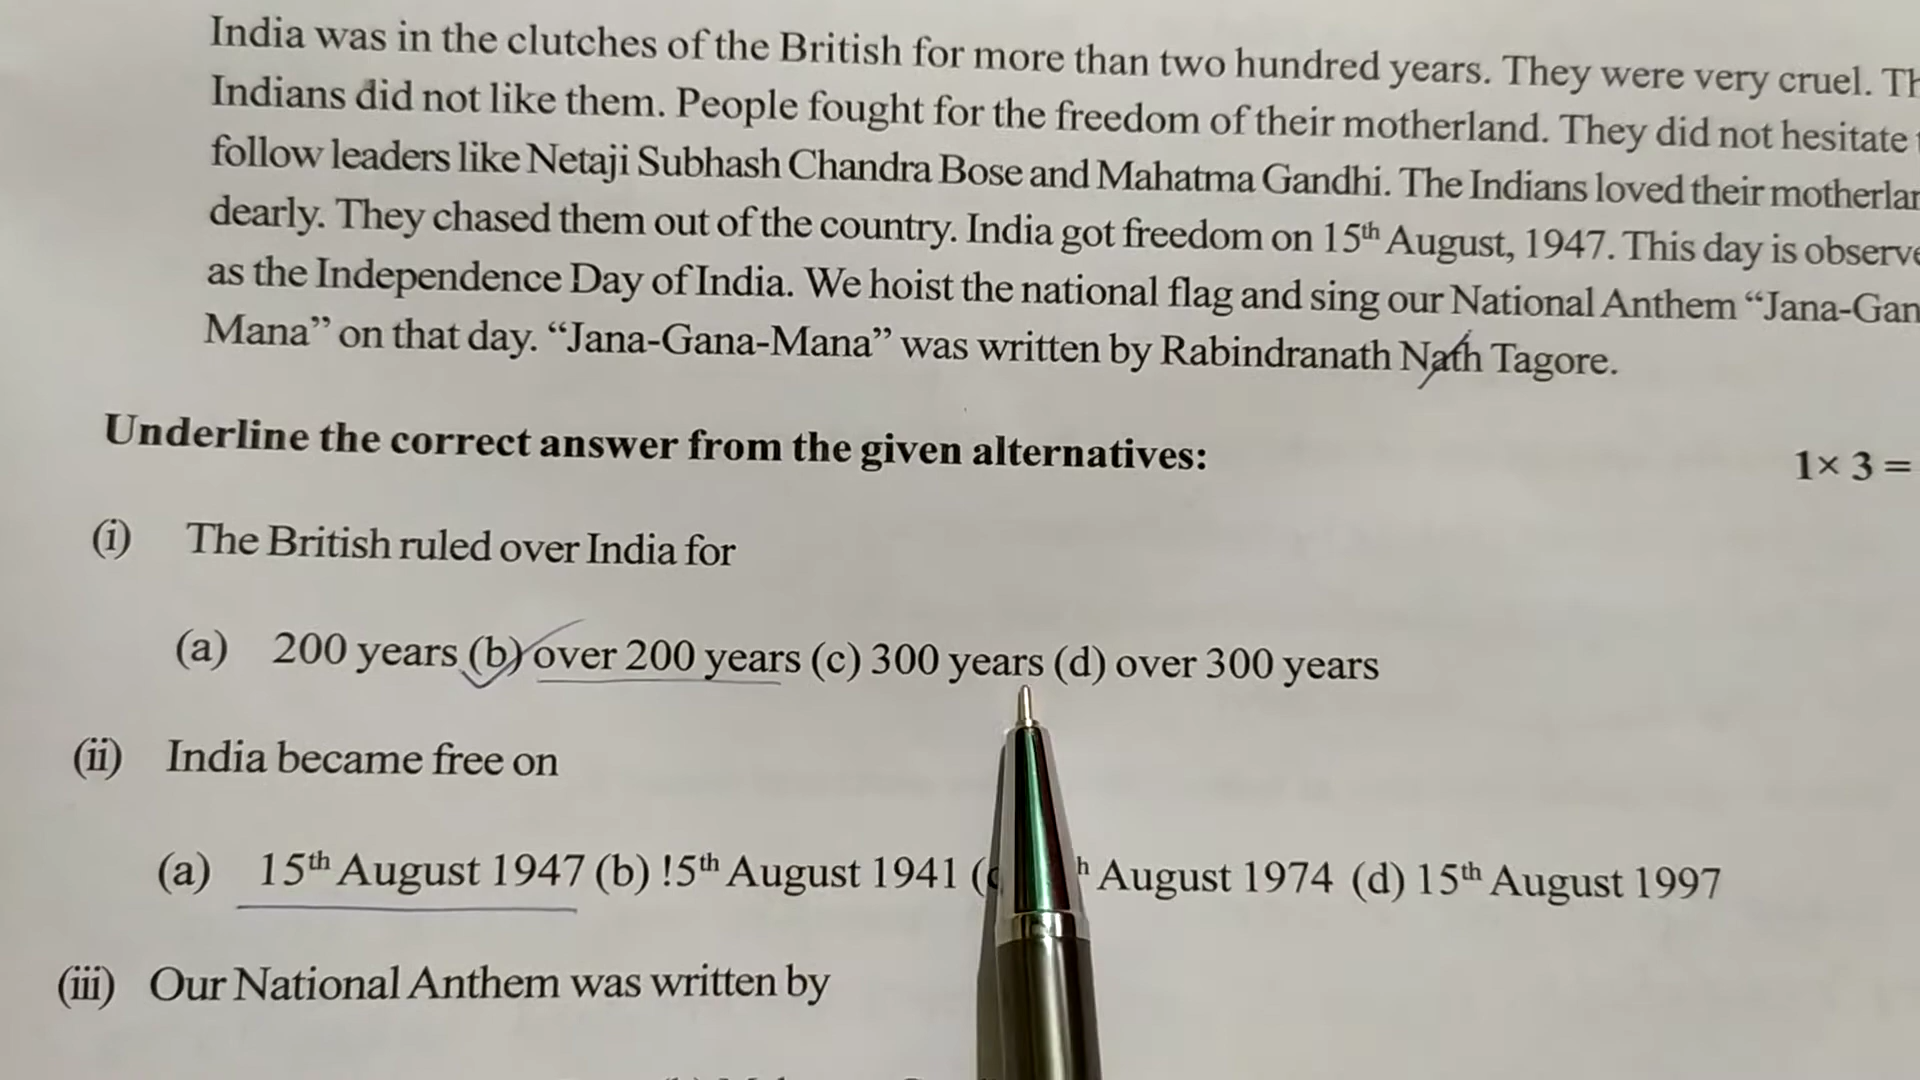 India was in the clutches of the British for more than two hundred years. They were very cruel.
Indians did not like them. People fought for the freedom of their motherland. They did not hesitate
follow leaders like Netaji Subhash Chandra Bose and Mahatma Gandhi. The Indians loved their
dearly. They chased them out of the country. India got freedom on 15th August, 1947. This day is
as the Independence Day of India. We hoist the national flag and sing our National Anthem “Jana-Gan
Mana” on that day. “Jana-Gana-Mana” was written by Rabindranath Nath Tagore.
Underline the correct answer from the given alternatives:
1× 3 =
(i) The British ruled over India for
(a) 200 years (b) over 200 years (c) 300 years (d) over 300 years
(ii) India became free on
(a) 15th August 1947 (b) !5th August 1941 August 1974 (d) 15th August 1997
(iii) Our National Anthem was written by